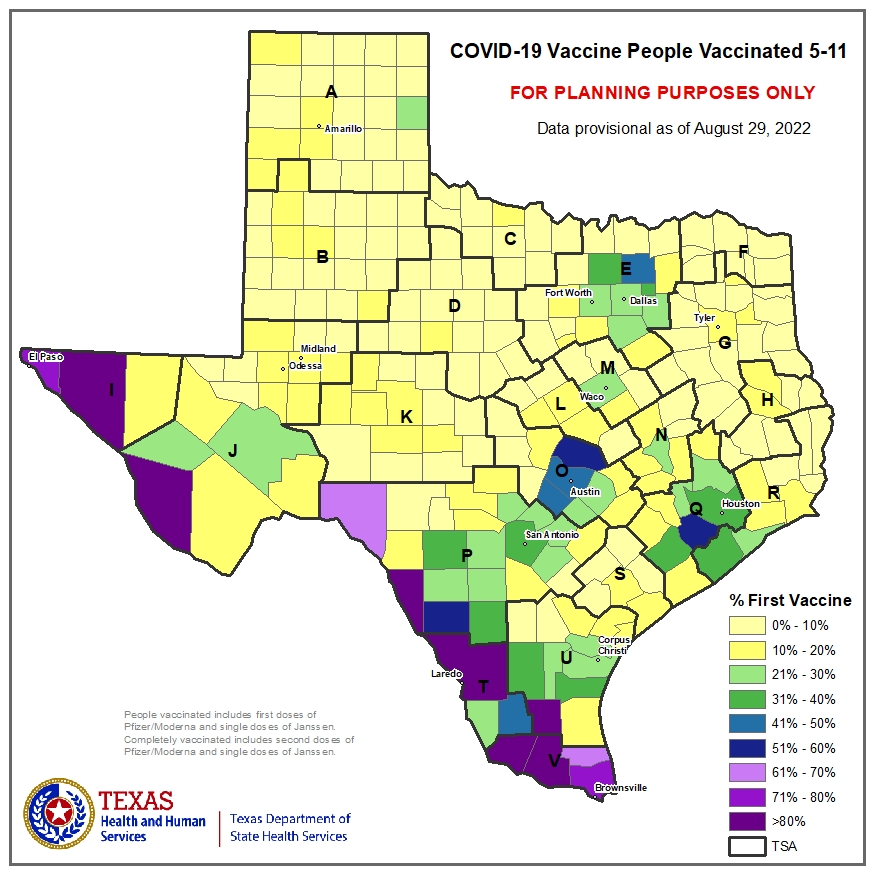 COVID-19 Vaccine People Vaccinated 5-11
FOR PLANNING PURPOSES ONLY
Data provisional as of August 29, 2022
A
Amarillo
B
C
D
E
F
Fort Worth
Dallas
Tyler
G
El Paso
I
Midland
Odessa
M
Waco
H
L
K
J
N
O
Austin
R
Q
Houston
San Antonio
P
S
Corpus
Christi
U
Laredo
T
V
Brownsville
% First Vaccine
0% - 10%
10% - 20%
21% - 30%
31% - 40%
41% - 50%
51% - 60%
61% - 70%
71% - 80%
>80%
TSA
People vaccinated includes first doses of
Pfizer/Moderna and single doses of Janssen.
Completely vaccinated includes second doses of
Pfizer/Moderna and single doses of Janssen.
TEXAS
Health and Human
Services
Texas Department of
State Health Services